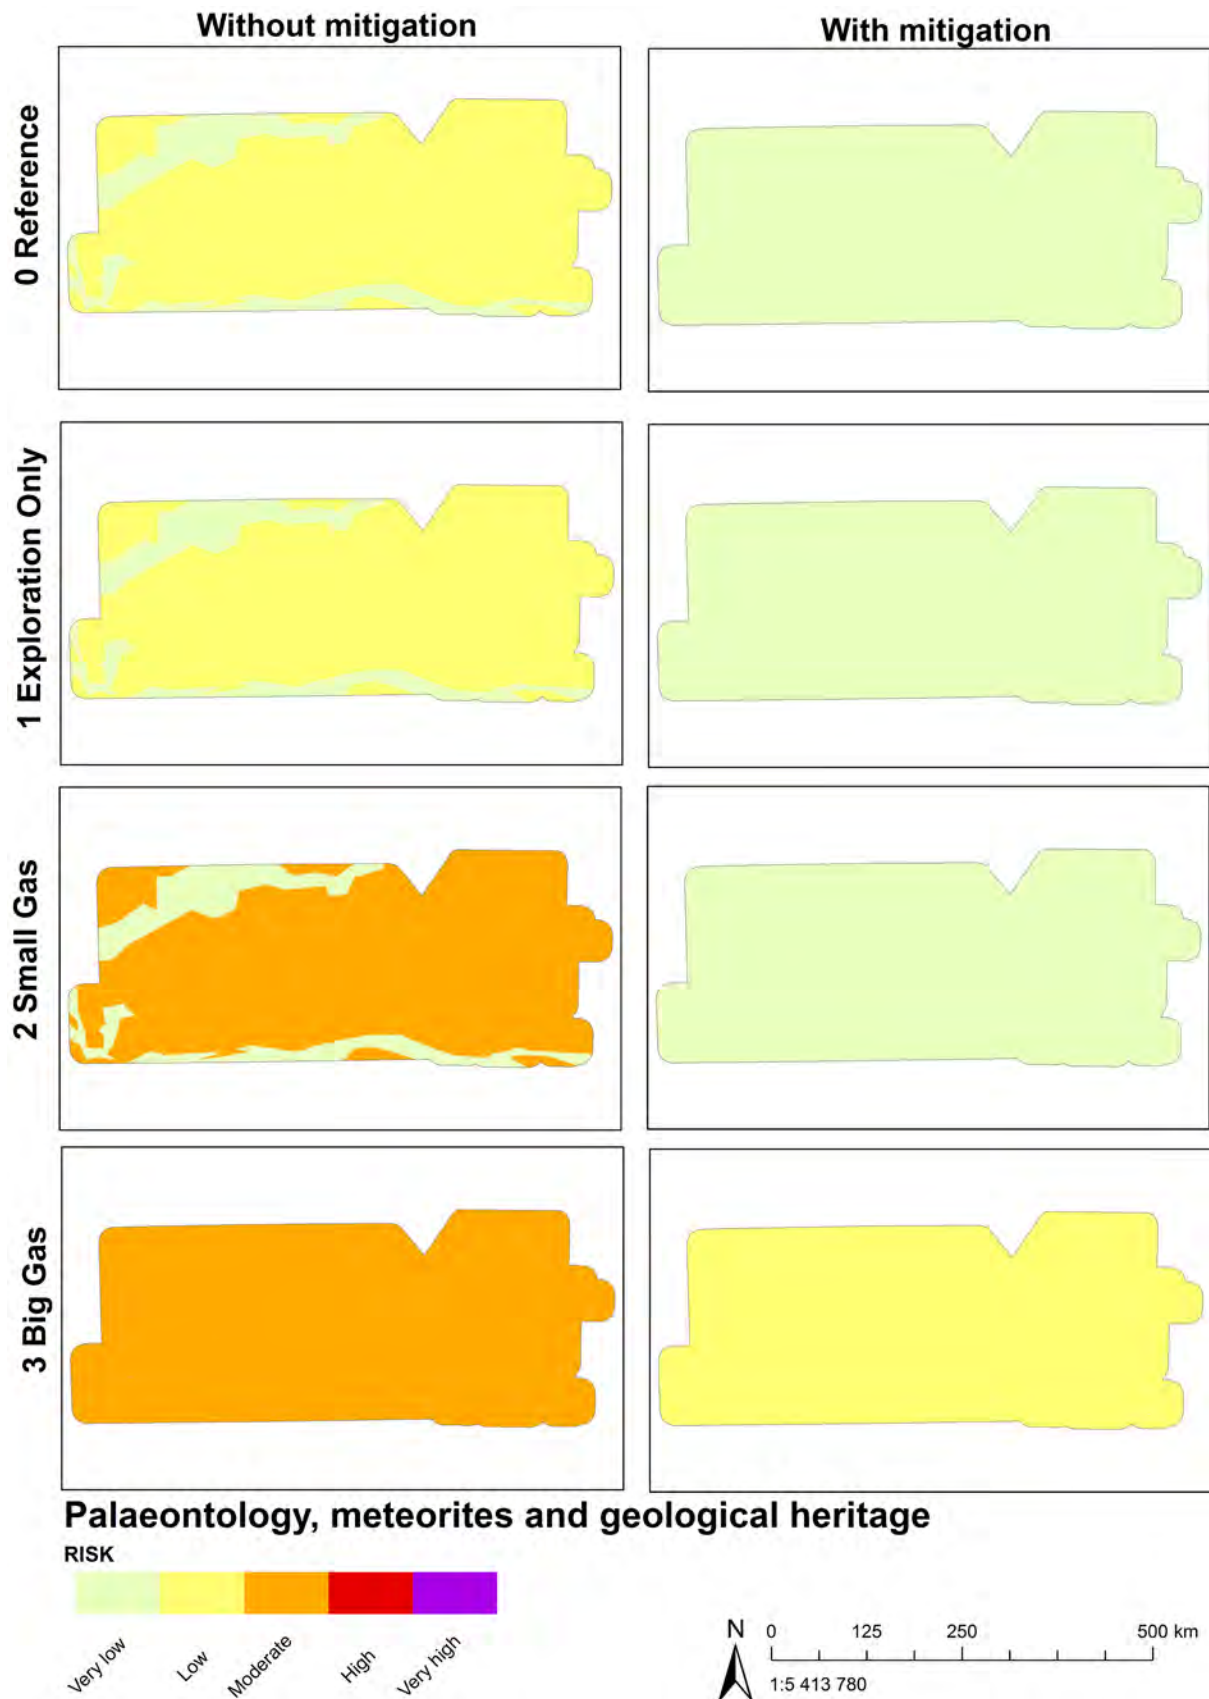 Without mitigation
With mitigation
0 Reference
1 Exploration Only
2 Small Gas
3 Big Gas
Palaeontology, meteorites and geological heritage
RISK
Very low
Low
Moderate
High
Very high
N
0 125 250 500 km
1:5 413 780